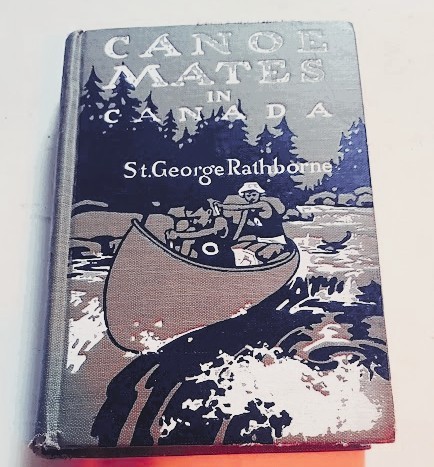 CANOE
MATES
IN
CANADA
St.George Rathborne